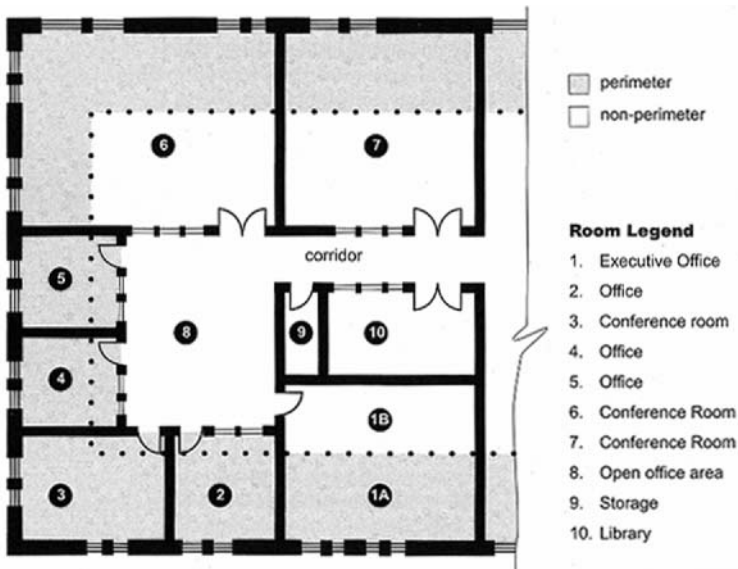 perimeter
non-perimeter
6
7
corridor
5
8
9
10
4
1B
3
2
1A
Room Legend
1. Executive Office
2. Office
3. Conference room
4. Office
5. Office
6. Conference Room
7. Conference Room
8. Open office area
9. Storage
10. Library